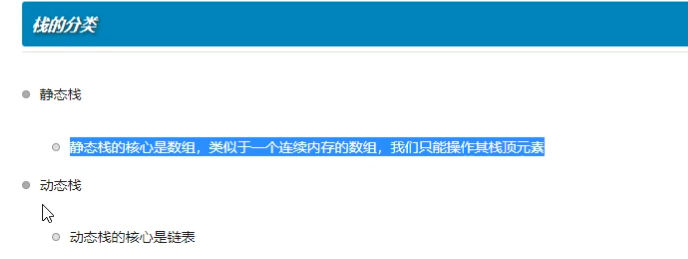 栈的分类
静态栈
静态栈的核心是数组，类似于一个连续内存的数组，我们只能操作其栈顶元素
动态栈
动态栈的核心是链表